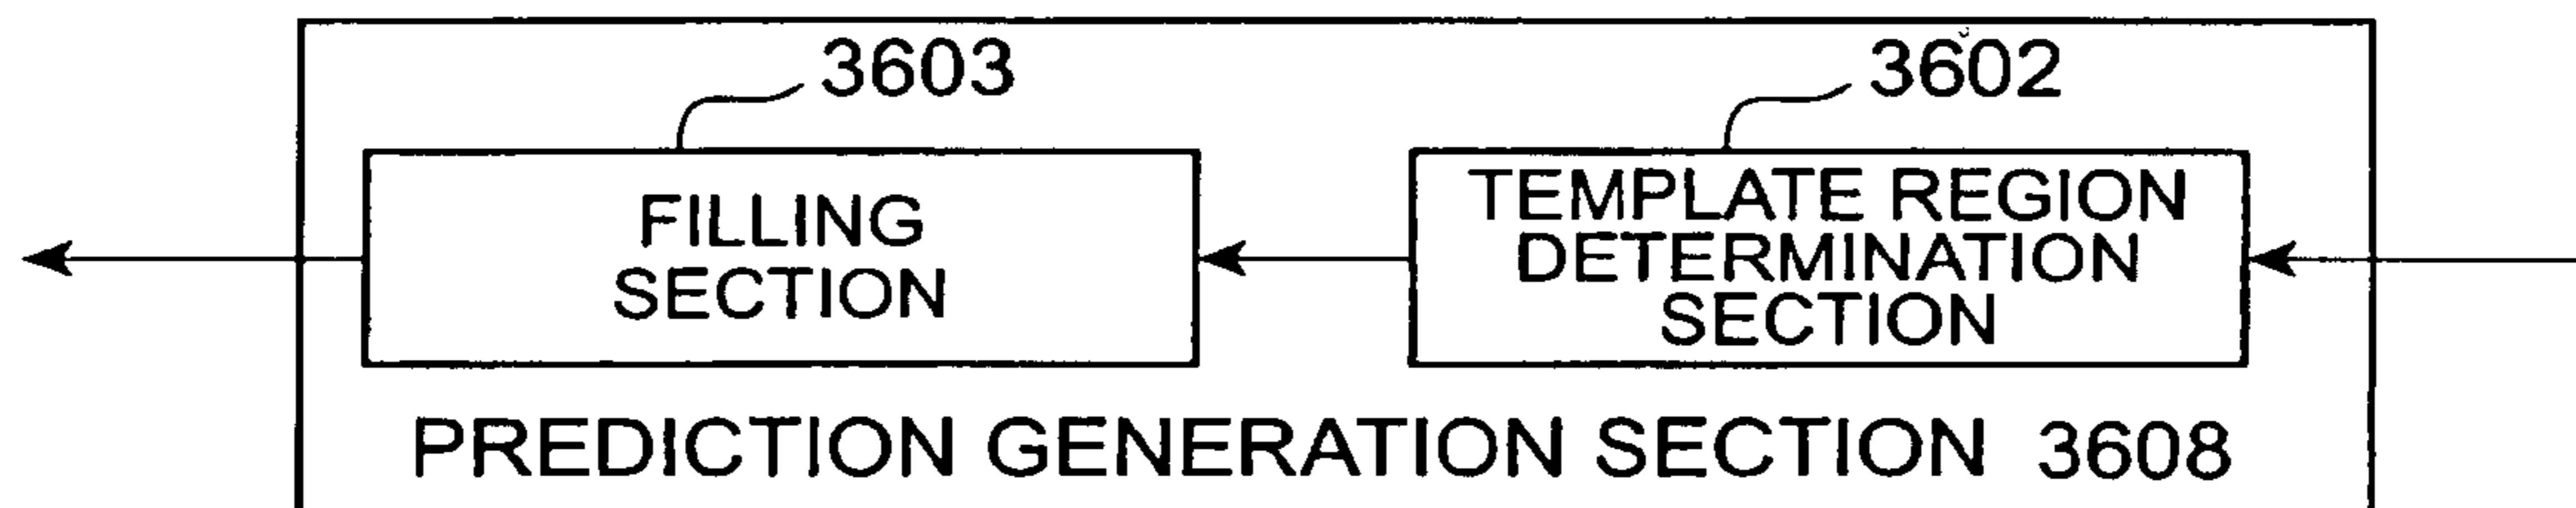 3603
3602
FILLING
SECTION
TEMPLATE REGION
DETERMINATION
SECTION
PREDICTION GENERATION SECTION 3608